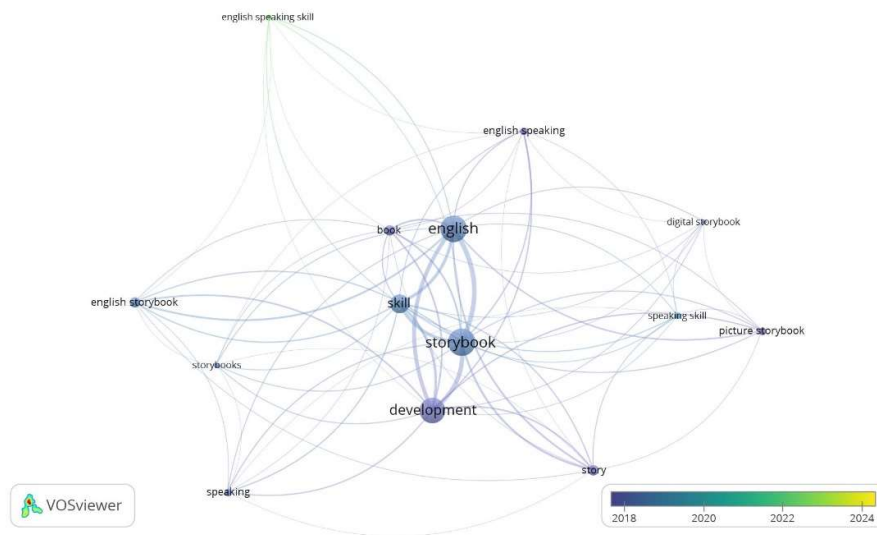 english speaking skill
english speaking
digital storybook
book
english
english storybook
skill
speaking skill
picture storybook
storybook
storybooks
development
story
speaking
VOSviewer
2018 2020 2022 2024